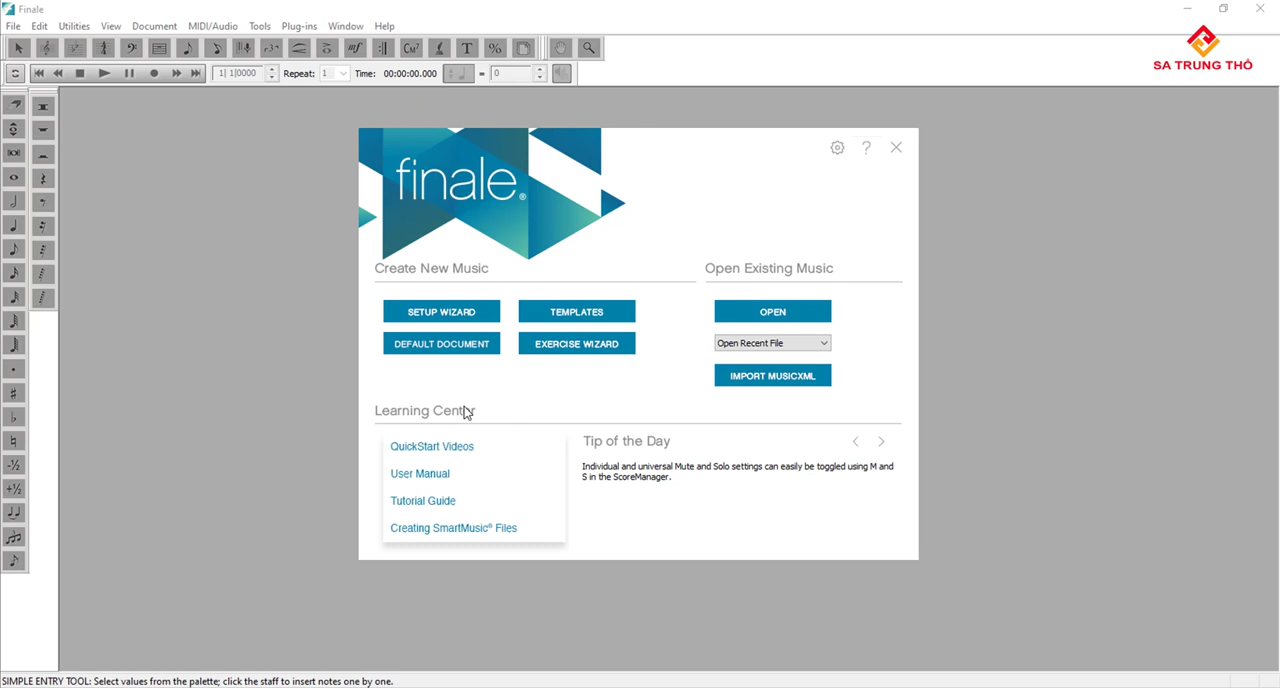 Finale
File Edit Utilities View Document MIDI/Audio Tools Plug-ins Window Help
SA TRUNG THỎ
1| 1|0000 Repeat: 1 Time: 00:00:00.000 = 0
finale®
Create New Music
Open Existing Music
SETUP WIZARD TEMPLATES
OPEN
DEFAULT DOCUMENT EXERCISE WIZARD
Open Recent File
IMPORT MUSICXML
Learning Center
QuickStart Videos
User Manual
Tutorial Guide
Creating SmartMusic® Files
Tip of the Day
Individual and universal Mute and Solo settings can easily be toggled using M and
S in the ScoreManager.
SIMPLE ENTRY TOOL: Select values from the palette; click the staff to insert notes one by one.